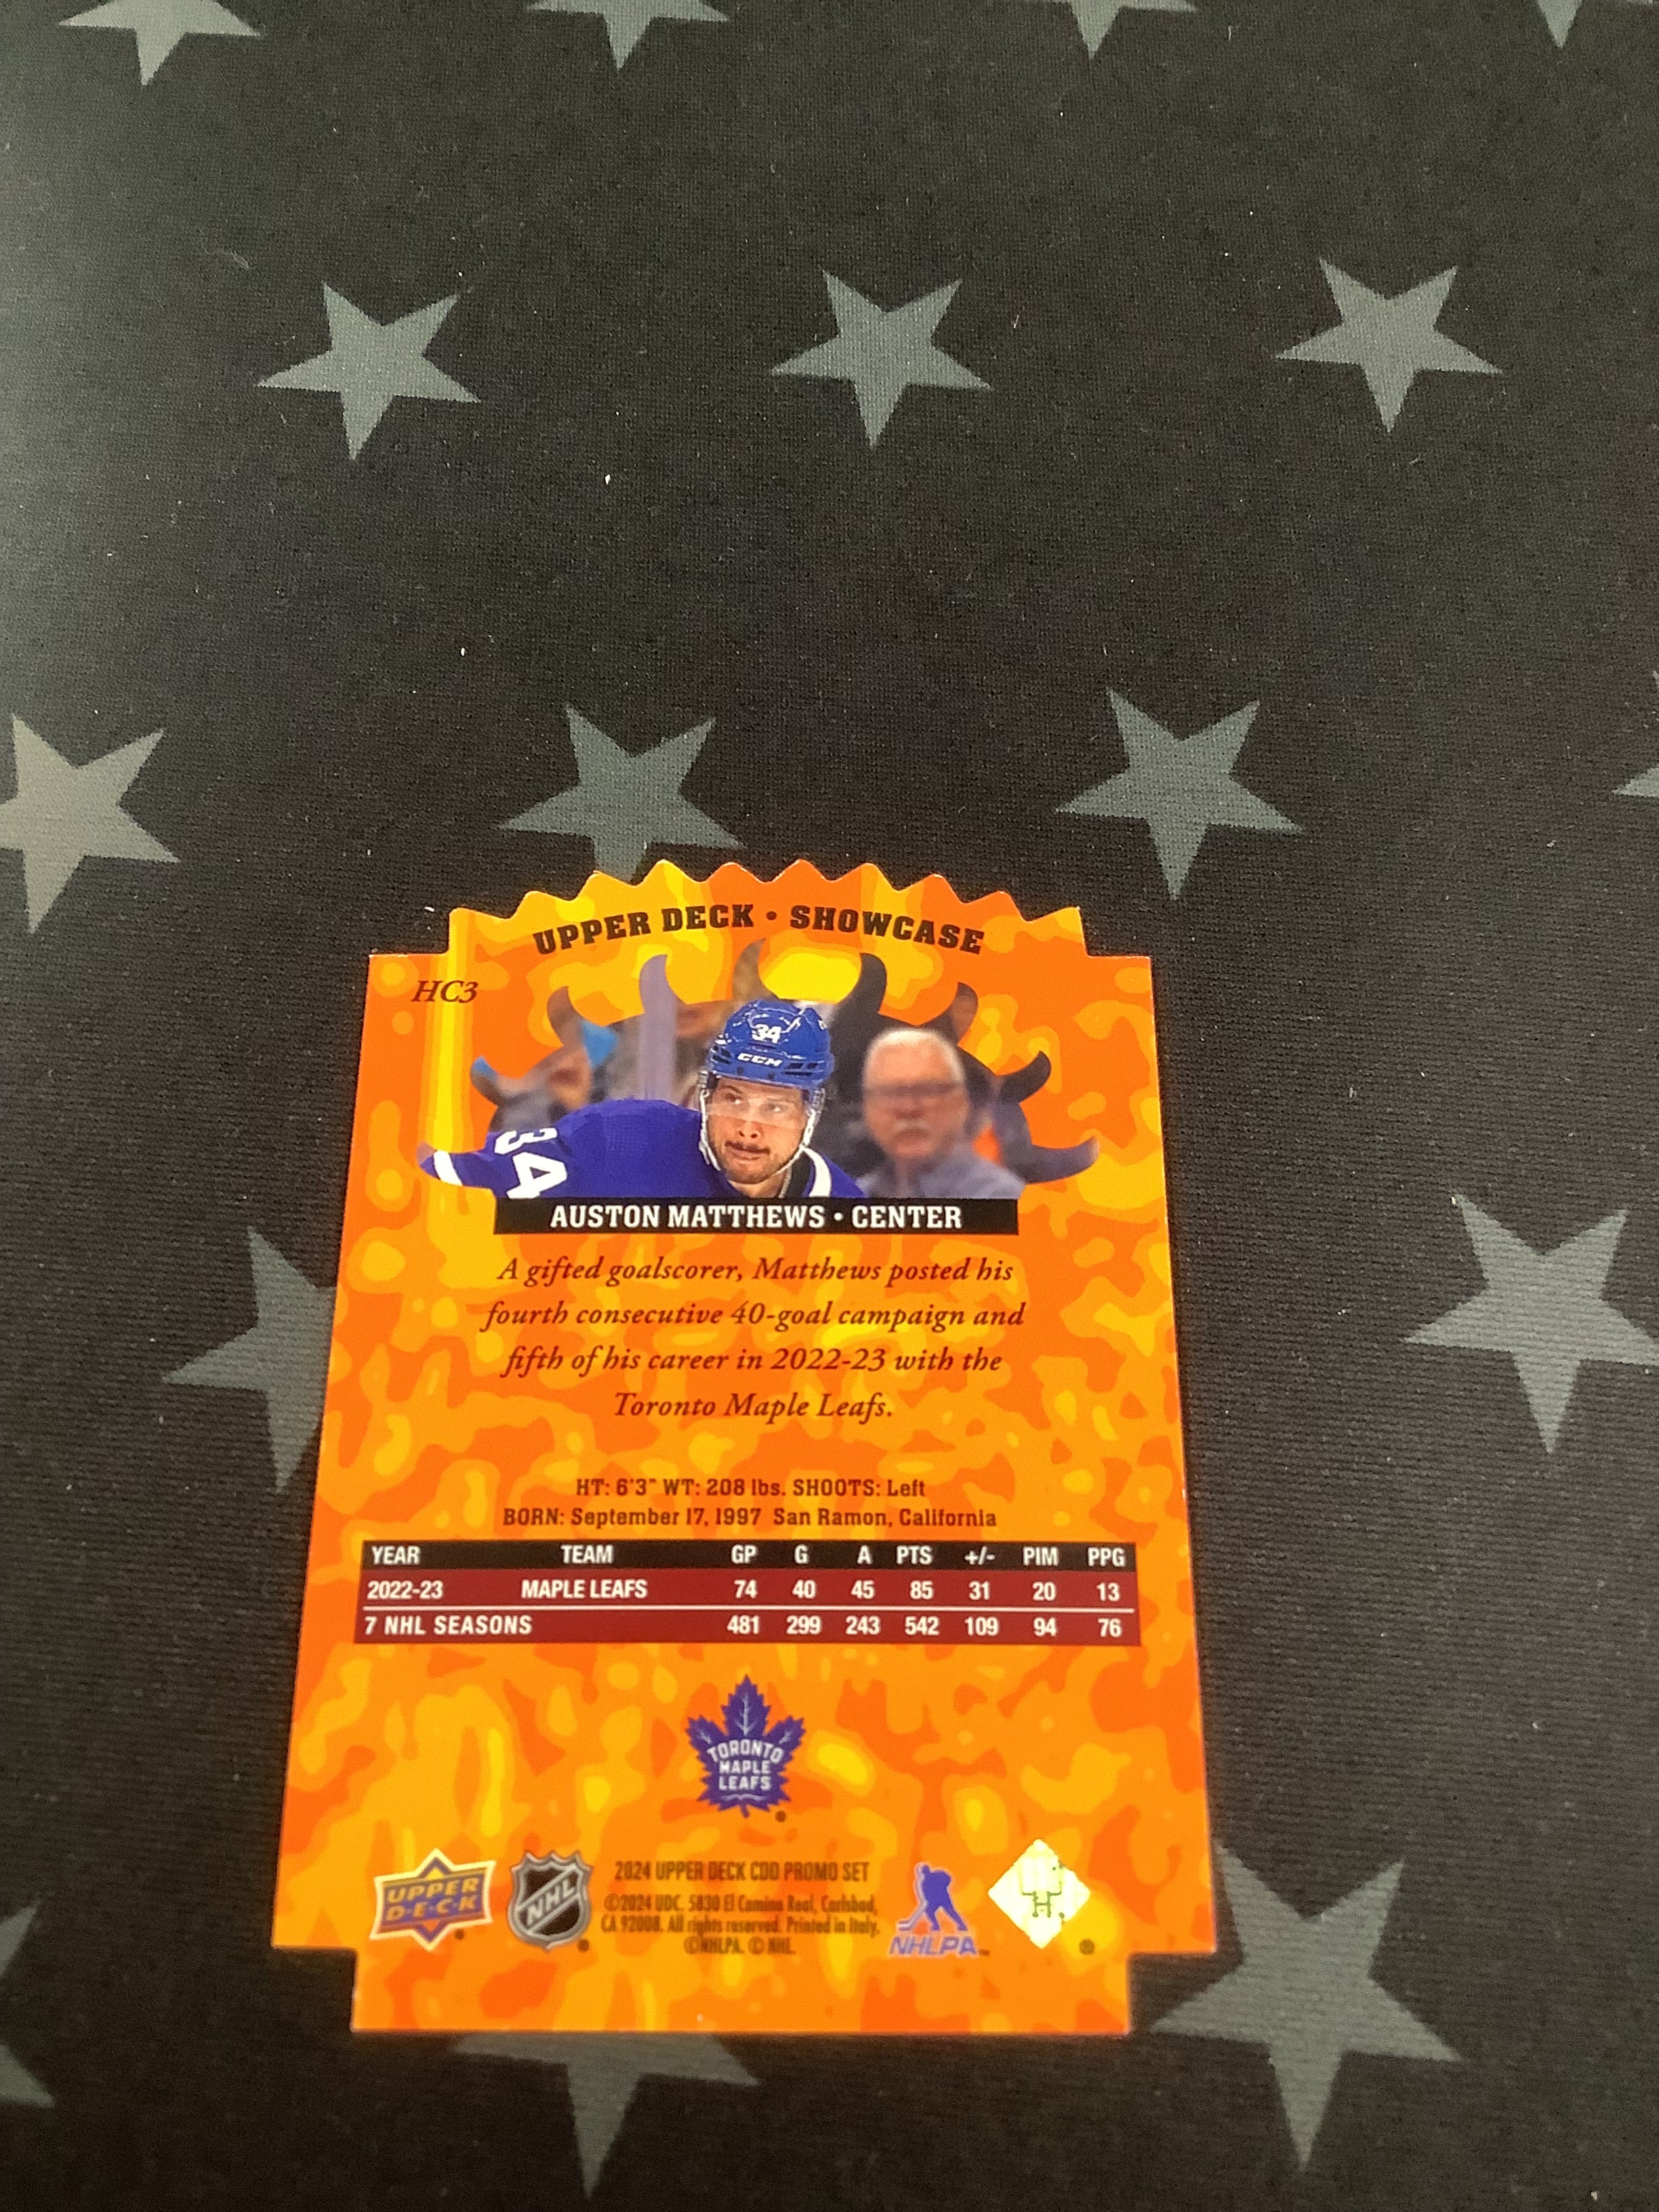 UPPER DECK • SHOWCASE
HC3
34
CCM
34
AUSTON MATTHEWS • CENTER
A gifted goalscorer, Matthews posted his
fourth consecutive 40-goal campaign and
fifth of his career in 2022-23 with the
Toronto Maple Leafs.
HT: 6'3" WT: 208 lbs. SHOOTS: Left
BORN: September 17, 1997 San Ramon, California
YEAR TEAM GP G A PTS +/- PIM PPG
2022-23 MAPLE LEAFS 74 40 45 85 31 20 13
7 NHL SEASONS 481 299 243 542 109 94 76
TORONTO
MAPLE
LEAFS
®
UPPER
D·E·C·K
®
NHL
®
2024 UPPER DECK CDD PROMO SET
©2024 UDC. 5830 El Camino Real, Carlsbad,
CA 92008. All rights reserved. Printed in Italy.
©NHLPA. © NHL.
NHLPA™
®